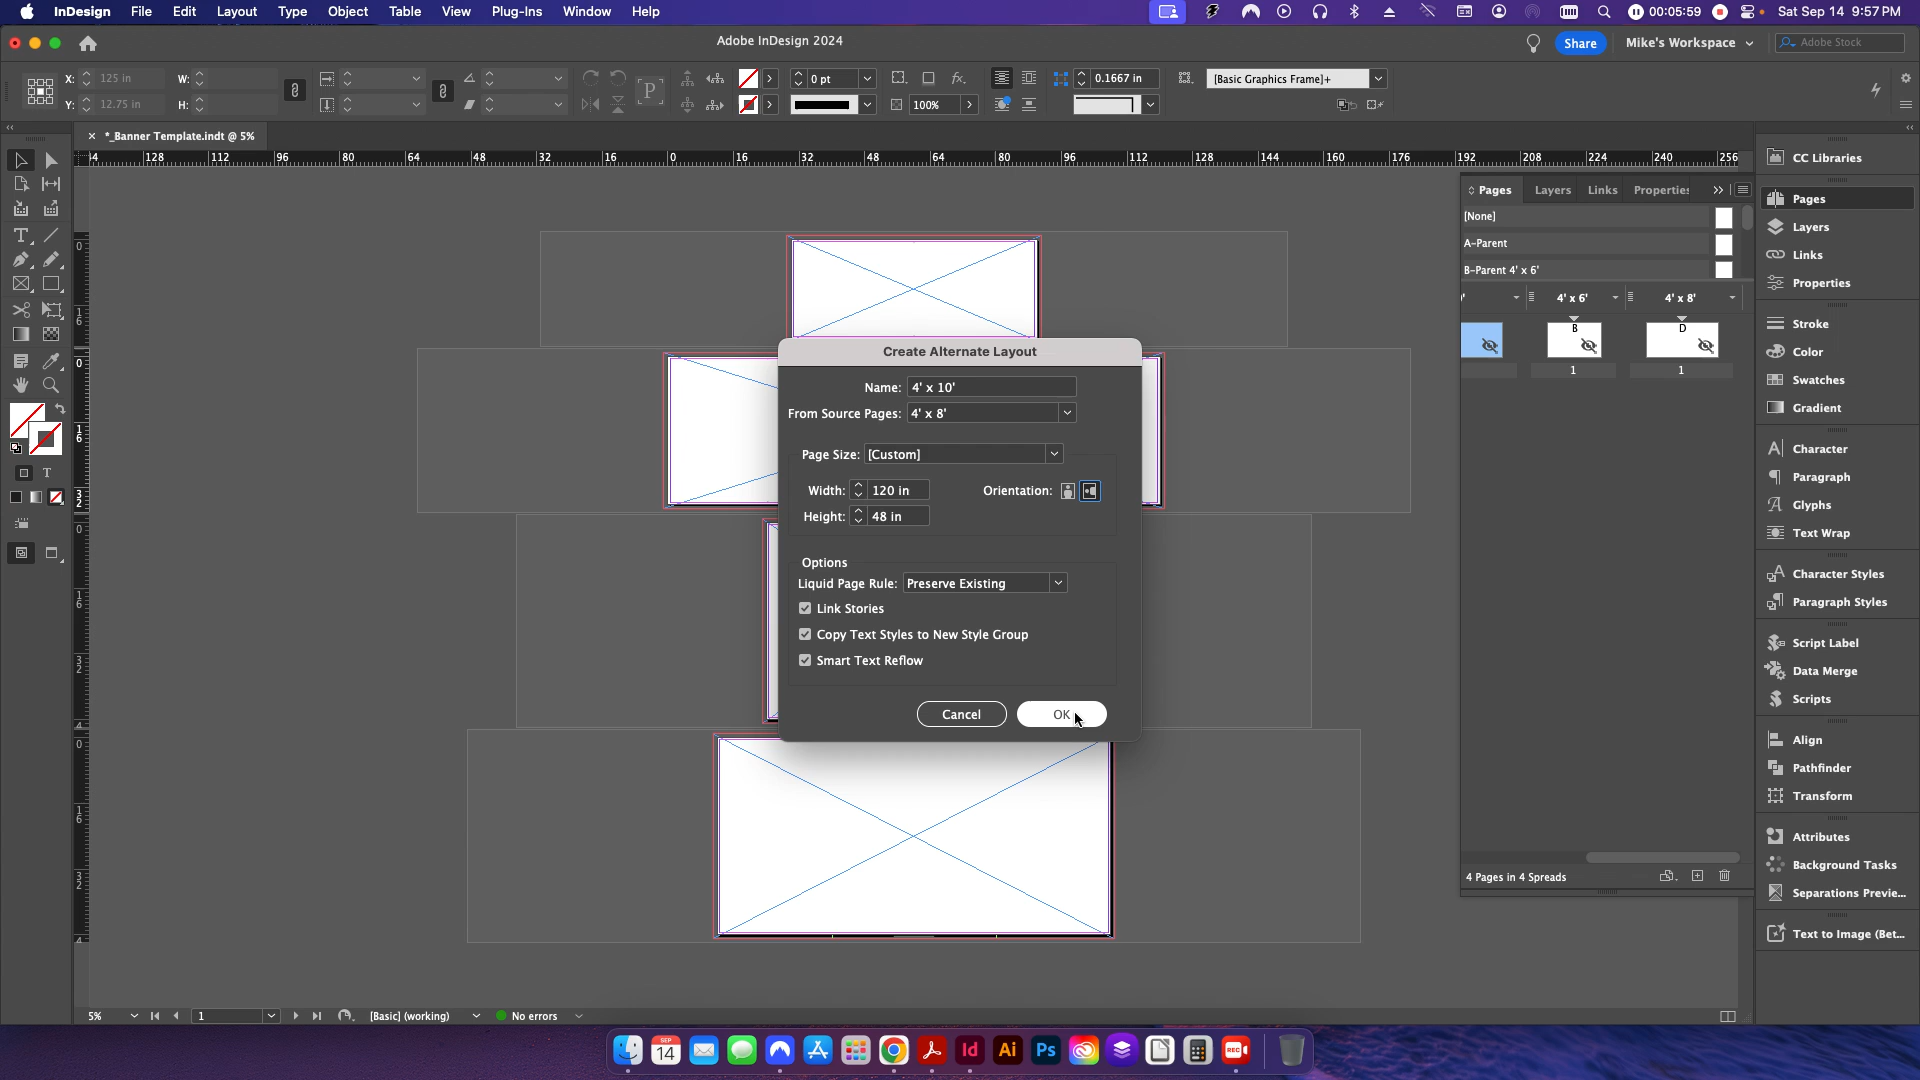 InDesign File Edit Layout Type Object Table View Plug-Ins Window Help 00:05:59 Sat Sep 14 9:57 PM
Adobe InDesign 2024 Share Mike's Workspace Adobe Stock
X: 125 in W: 0 pt 0.1667 in [Basic Graphics Frame]+
Y: 12.75 in H: 100%
× *_Banner Template.indt @ 5%
128 112 96 80 64 48 32 16 0 16 32 48 64 80 96 112 128 144 160 176 192 208 224 240 256
Pages Layers Links Properties
[None]
A-Parent
B-Parent 4' x 6'
4' x 6' 4' x 8'
B D
1 1
4 Pages in 4 Spreads
Create Alternate Layout
Name: 4' x 10'
From Source Pages: 4' x 8'
Page Size: [Custom]
Width: 120 in Orientation:
Height: 48 in
Options
Liquid Page Rule: Preserve Existing
Link Stories
Copy Text Styles to New Style Group
Smart Text Reflow
Cancel OK
CC Libraries
Pages
Layers
Links
Properties
Stroke
Color
Swatches
Gradient
Character
Paragraph
Glyphs
Text Wrap
Character Styles
Paragraph Styles
Script Label
Data Merge
Scripts
Align
Pathfinder
Transform
Attributes
Background Tasks
Separations Previe...
Text to Image (Bet...
5% 1 [Basic] (working) No errors
SEP
14 Id Ai Ps REC